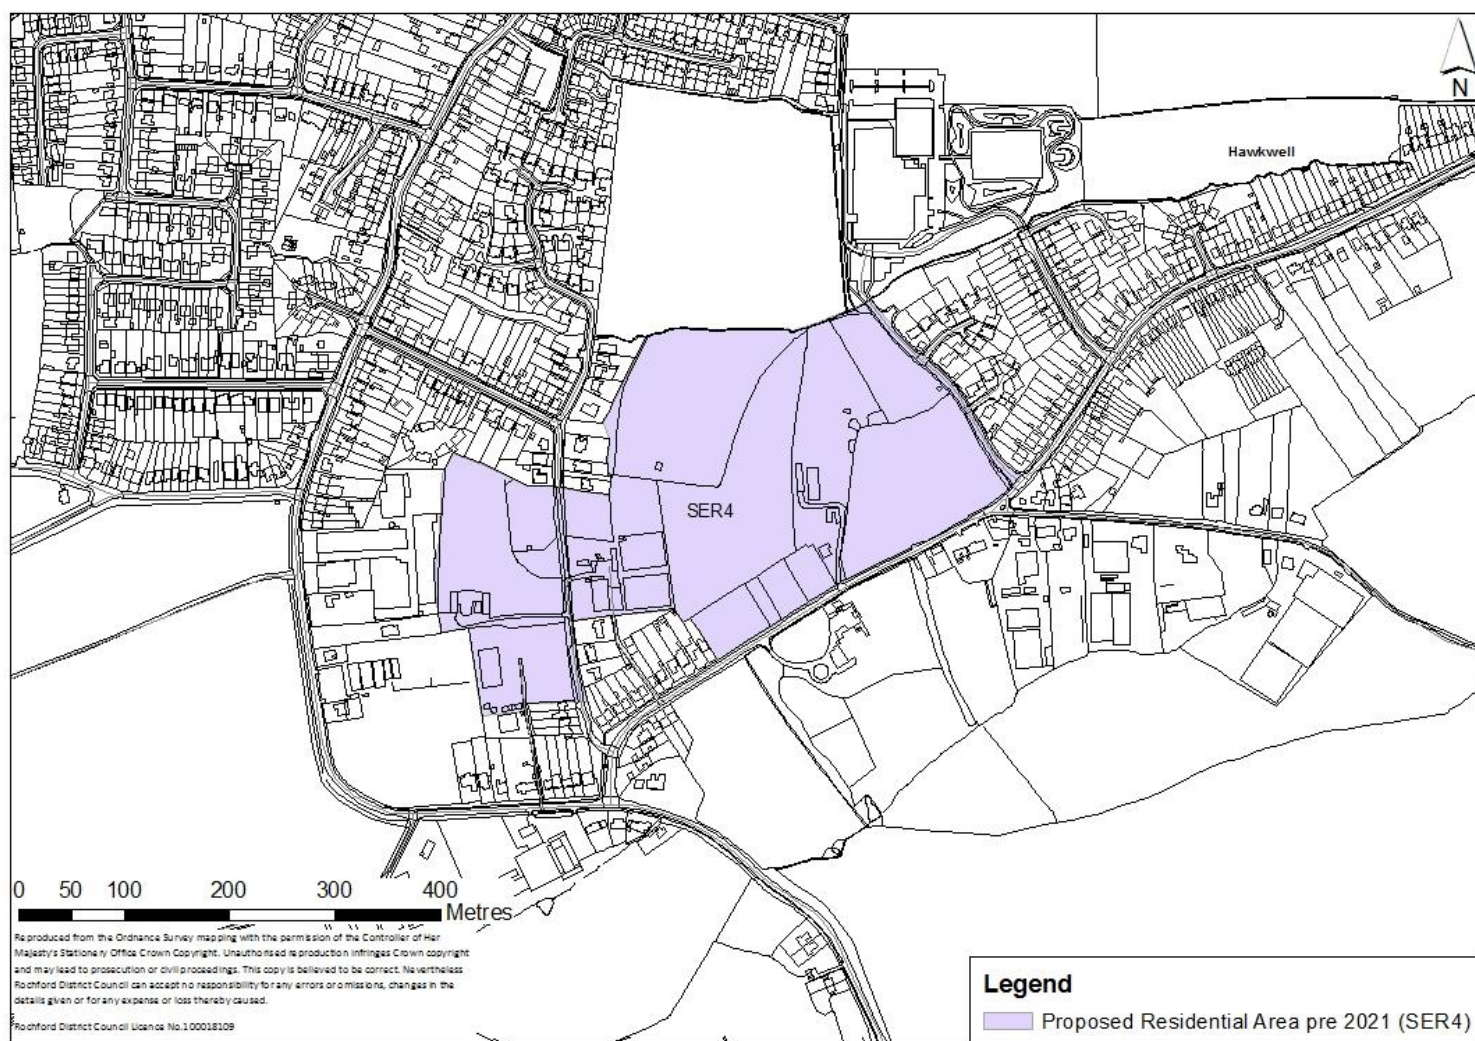 N
Hawkwell
SER4
0 50 100 200 300 400
Metres
Reproduced from the Ordnance Survey mapping with the permission of the Controller of Her
Majesty's Stationery Office Crown Copyright. Unauthorised reproduction infringes Crown copyright
and may lead to prosecution or civil proceedings. This copy is believed to be correct. Nevertheless
Rochford District Council can accept no responsibility for any errors or omissions, changes in the
details given or for any expense or loss thereby caused.
Rochford District Council Licence No.100018109
Legend
Proposed Residential Area pre 2021 (SER4)